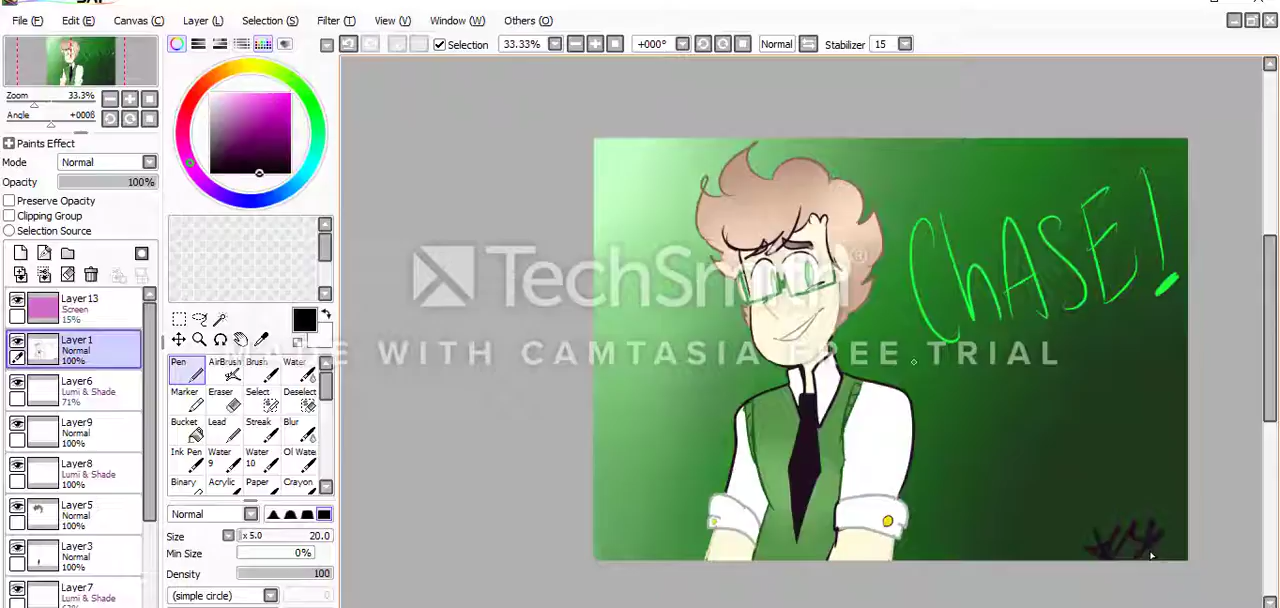 File (F) Edit (E) Canvas (C) Layer (L) Selection (S) Filter (T) View (V) Window (W) Others (O)
Selection 33.33% +000° Normal Stabilizer 15
Zoom 33.3%
Angle +000ß
Paints Effect
Mode Normal
Opacity 100%
Preserve Opacity
Clipping Group
Selection Source
Layer13
Screen
15%
Layer1
Normal
100%
Layer6
Lumi & Shade
71%
Layer9
Normal
100%
Layer8
Lumi & Shade
100%
Layer5
Normal
100%
Layer3
Normal
100%
Layer7
Lumi & Shade
Pen AirBrush Brush Water
Marker Eraser Select Deselect
Bucket Lead Streak Blur
Ink Pen Water 9 Water 10 Oil Wate
Binary Acrylic Paper Crayon
Normal
Size x 5.0 20.0
Min Size 0%
Density 100
(simple circle)
ChASE!
TechSmith®
MADE WITH CAMTASIA FREE TRIAL